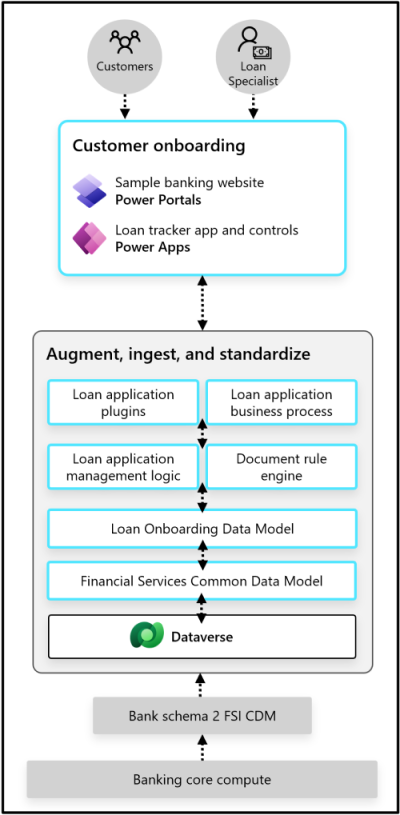 Customers
Loan
Specialist
Customer onboarding
Sample banking website
Power Portals
Loan tracker app and controls
Power Apps
Augment, ingest, and standardize
Loan application
plugins
Loan application
business process
Loan application
management logic
Document rule
engine
Loan Onboarding Data Model
Financial Services Common Data Model
Dataverse
Bank schema 2 FSI CDM
Banking core compute